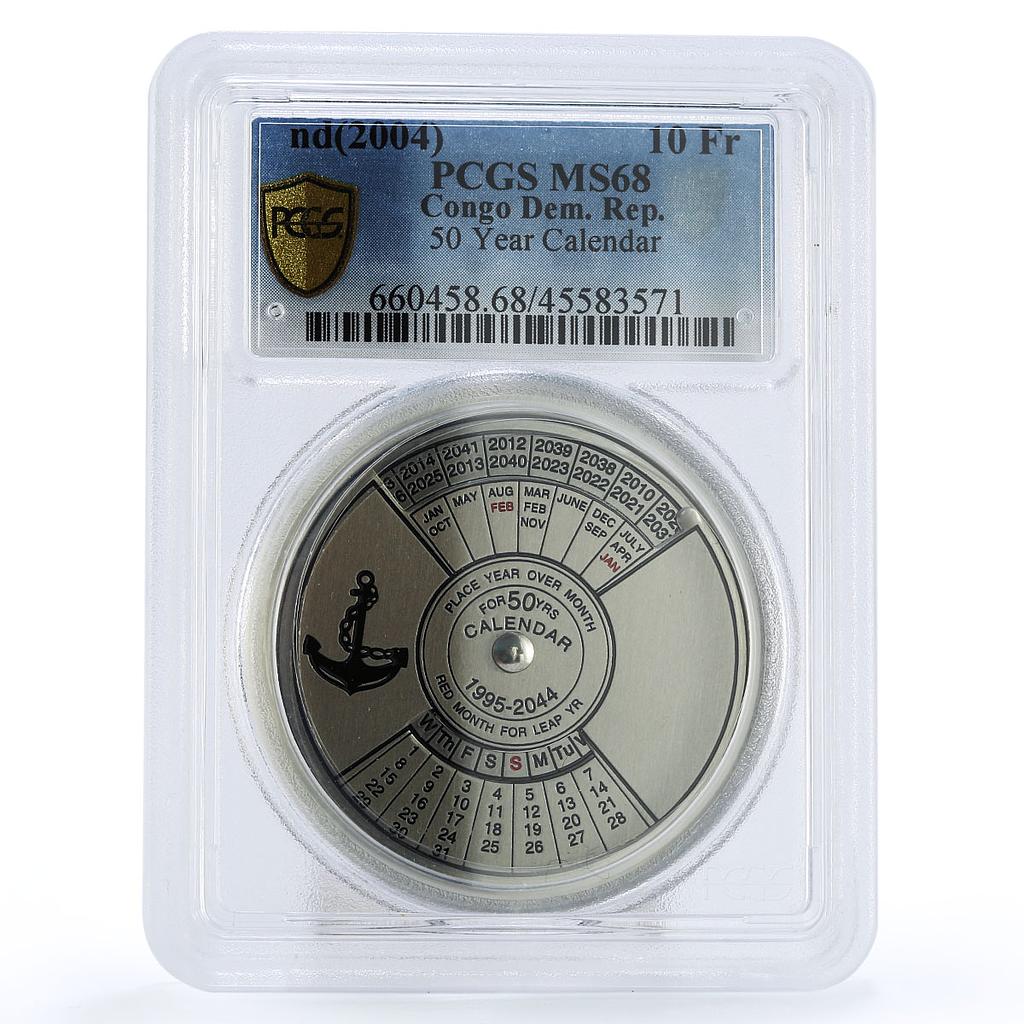 nd(2004) 10 Fr
PCGS MS68
Congo Dem. Rep.
50 Year Calendar
PCGS
660458.68/45583571
3 2014 2041 2012 2039 2038 2010
6 2025 2013 2040 2023 2022 2021
JAN MAY AUG MAR JUNE DEC JULY
OCT FEB FEB SEP APR
NOV JAN
PLACE YEAR OVER MONTH
FOR 50 YRS
CALENDAR
1995-2044
RED MONTH FOR LEAP YR
W Th F S S M Tu
1 2 3 4 5 6 7
8 9 10 11 12 13 14
15 16 17 18 19 20 21
22 23 24 25 26 27 28
30 31
PCGS